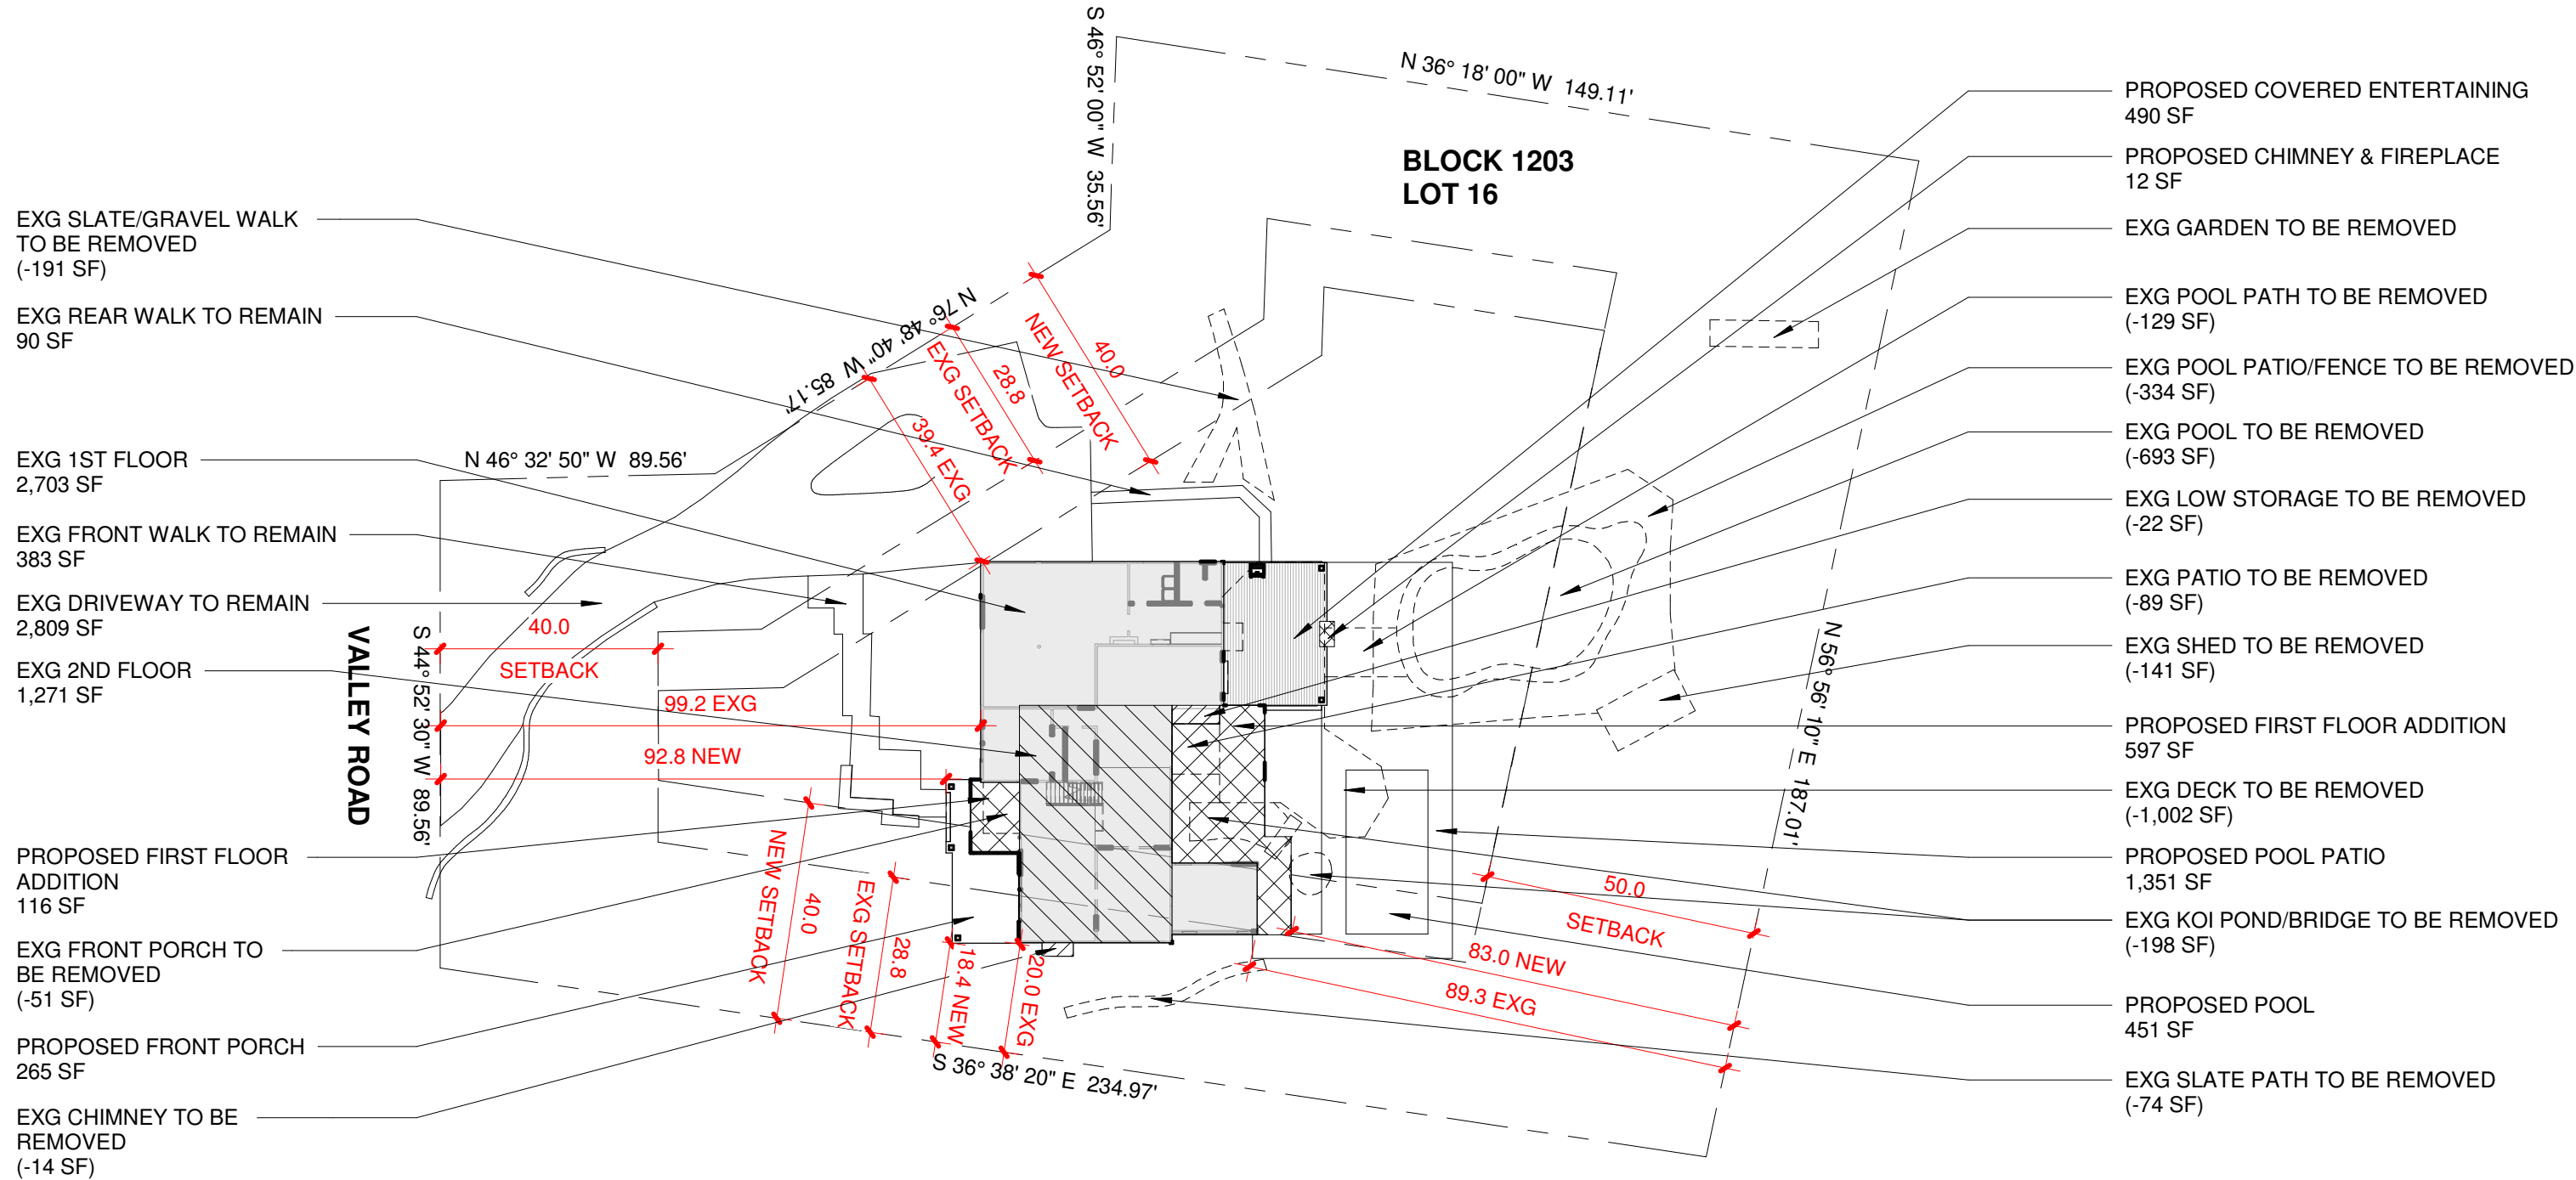 S 46° 52' 00" W 35.56'
N 36° 18' 00" W 149.11'
BLOCK 1203
LOT 16
EXG SLATE/GRAVEL WALK
TO BE REMOVED
(-191 SF)
EXG REAR WALK TO REMAIN
90 SF
EXG 1ST FLOOR
2,703 SF
EXG FRONT WALK TO REMAIN
383 SF
EXG DRIVEWAY TO REMAIN
2,809 SF
EXG 2ND FLOOR
1,271 SF
PROPOSED FIRST FLOOR
ADDITION
116 SF
EXG FRONT PORCH TO
BE REMOVED
(-51 SF)
PROPOSED FRONT PORCH
265 SF
EXG CHIMNEY TO BE
REMOVED
(-14 SF)
N 76° 48' 40" W 85.17'
N 46° 32' 50" W 89.56'
40.0
NEW SETBACK
28.8
EXG SETBACK
39.4 EXG
VALLEY ROAD
S 44° 52' 30" W 89.56'
40.0
SETBACK
99.2 EXG
92.8 NEW
NEW SETBACK
40.0
EXG SETBACK
28.8
18.4 NEW
20.0 EXG
S 36° 38' 20" E 234.97'
50.0
SETBACK
83.0 NEW
89.3 EXG
N 56° 56' 10" E 187.01'
PROPOSED COVERED ENTERTAINING
490 SF
PROPOSED CHIMNEY & FIREPLACE
12 SF
EXG GARDEN TO BE REMOVED
EXG POOL PATH TO BE REMOVED
(-129 SF)
EXG POOL PATIO/FENCE TO BE REMOVED
(-334 SF)
EXG POOL TO BE REMOVED
(-693 SF)
EXG LOW STORAGE TO BE REMOVED
(-22 SF)
EXG PATIO TO BE REMOVED
(-89 SF)
EXG SHED TO BE REMOVED
(-141 SF)
PROPOSED FIRST FLOOR ADDITION
597 SF
EXG DECK TO BE REMOVED
(-1,002 SF)
PROPOSED POOL PATIO
1,351 SF
EXG KOI POND/BRIDGE TO BE REMOVED
(-198 SF)
PROPOSED POOL
451 SF
EXG SLATE PATH TO BE REMOVED
(-74 SF)